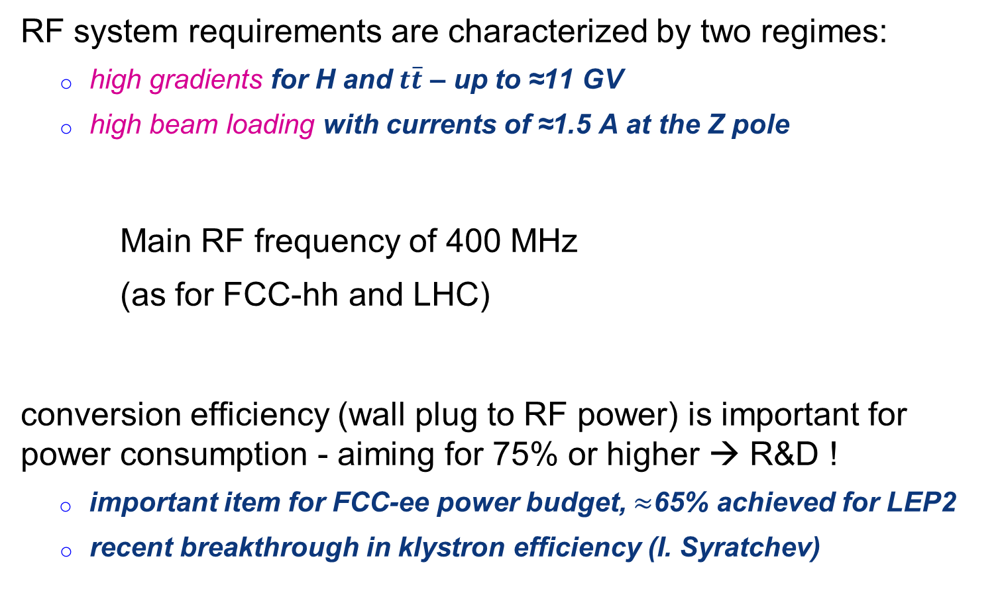 RF system requirements are characterized by two regimes:
○ high gradients for H and tt̄ – up to ≈11 GV
○ high beam loading with currents of ≈1.5 A at the Z pole
Main RF frequency of 400 MHz
(as for FCC-hh and LHC)
conversion efficiency (wall plug to RF power) is important for
power consumption - aiming for 75% or higher → R&D !
○ important item for FCC-ee power budget, ≈65% achieved for LEP2
○ recent breakthrough in klystron efficiency (I. Syratchev)